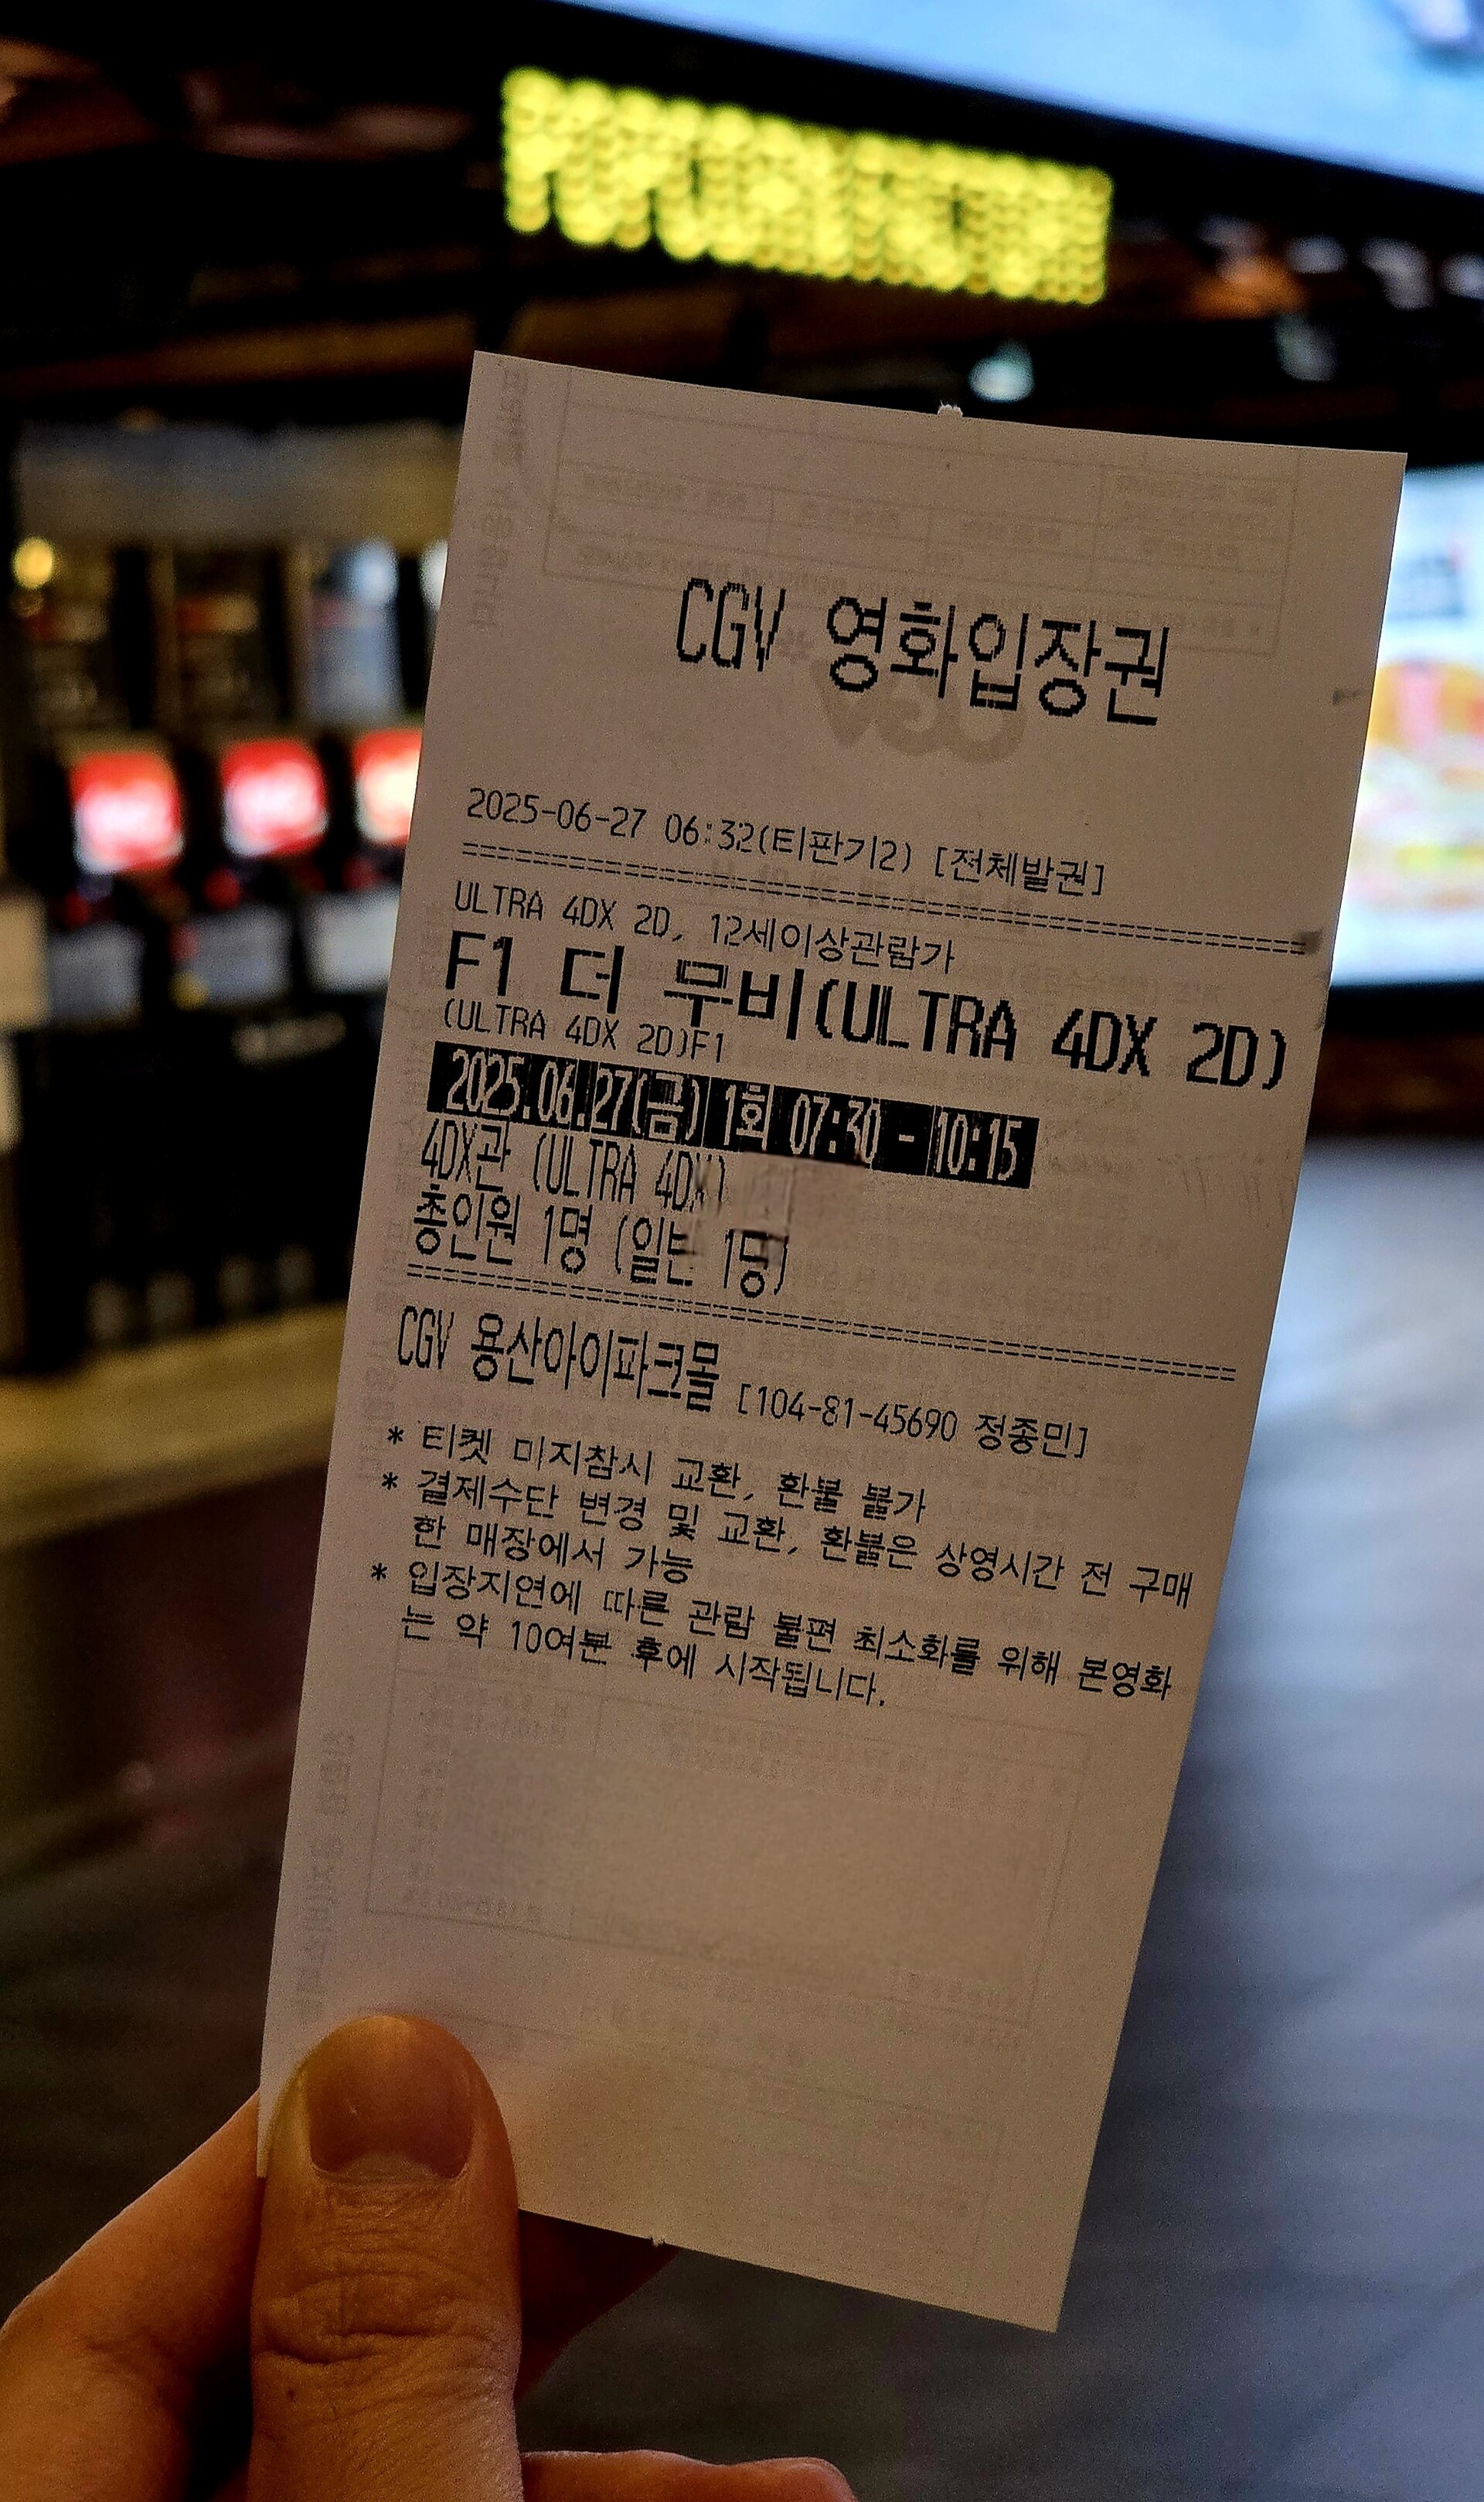 CGV 영화입장권
2025-06-27 06:32(티판기2) [전체발권]
ULTRA 4DX 2D, 12세이상관람가
F1 더 무비(ULTRA 4DX 2D)
(ULTRA 4DX 2D)F1
2025.06.27(금) 1회 07:30 - 10:15
4DX관 (ULTRA 4DX)
총인원 1명 (일반 1명)
CGV 용산아이파크몰 [104-81-45690 정종민]
* 티켓 미지참시 교환, 환불 불가
* 결제수단 변경 및 교환, 환불은 상영시간 전 구매
한 매장에서 가능
* 입장지연에 따른 관람 불편 최소화를 위해 본영화
는 약 10여분 후에 시작됩니다.